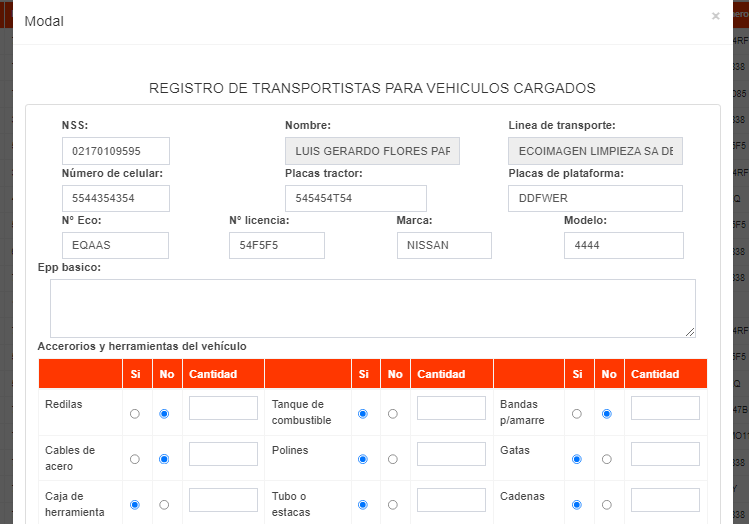 Modal
×
REGISTRO DE TRANSPORTISTAS PARA VEHICULOS CARGADOS
NSS: Nombre: Linea de transporte:
02170109595 LUIS GERARDO FLORES PAR ECOIMAGEN LIMPIEZA SA DE
Número de celular: Placas tractor: Placas de plataforma:
5544354354 545454T54 DDFWER
N° Eco: N° licencia: Marca: Modelo:
EQAAS 54F5F5 NISSAN 4444
Epp basico:
Accerorios y herramientas del vehículo
Si No Cantidad Si No Cantidad Si No Cantidad
Redilas Tanque de combustible Bandas p/amarre
Cables de acero Polines Gatas
Caja de herramienta Tubo o estacas Cadenas